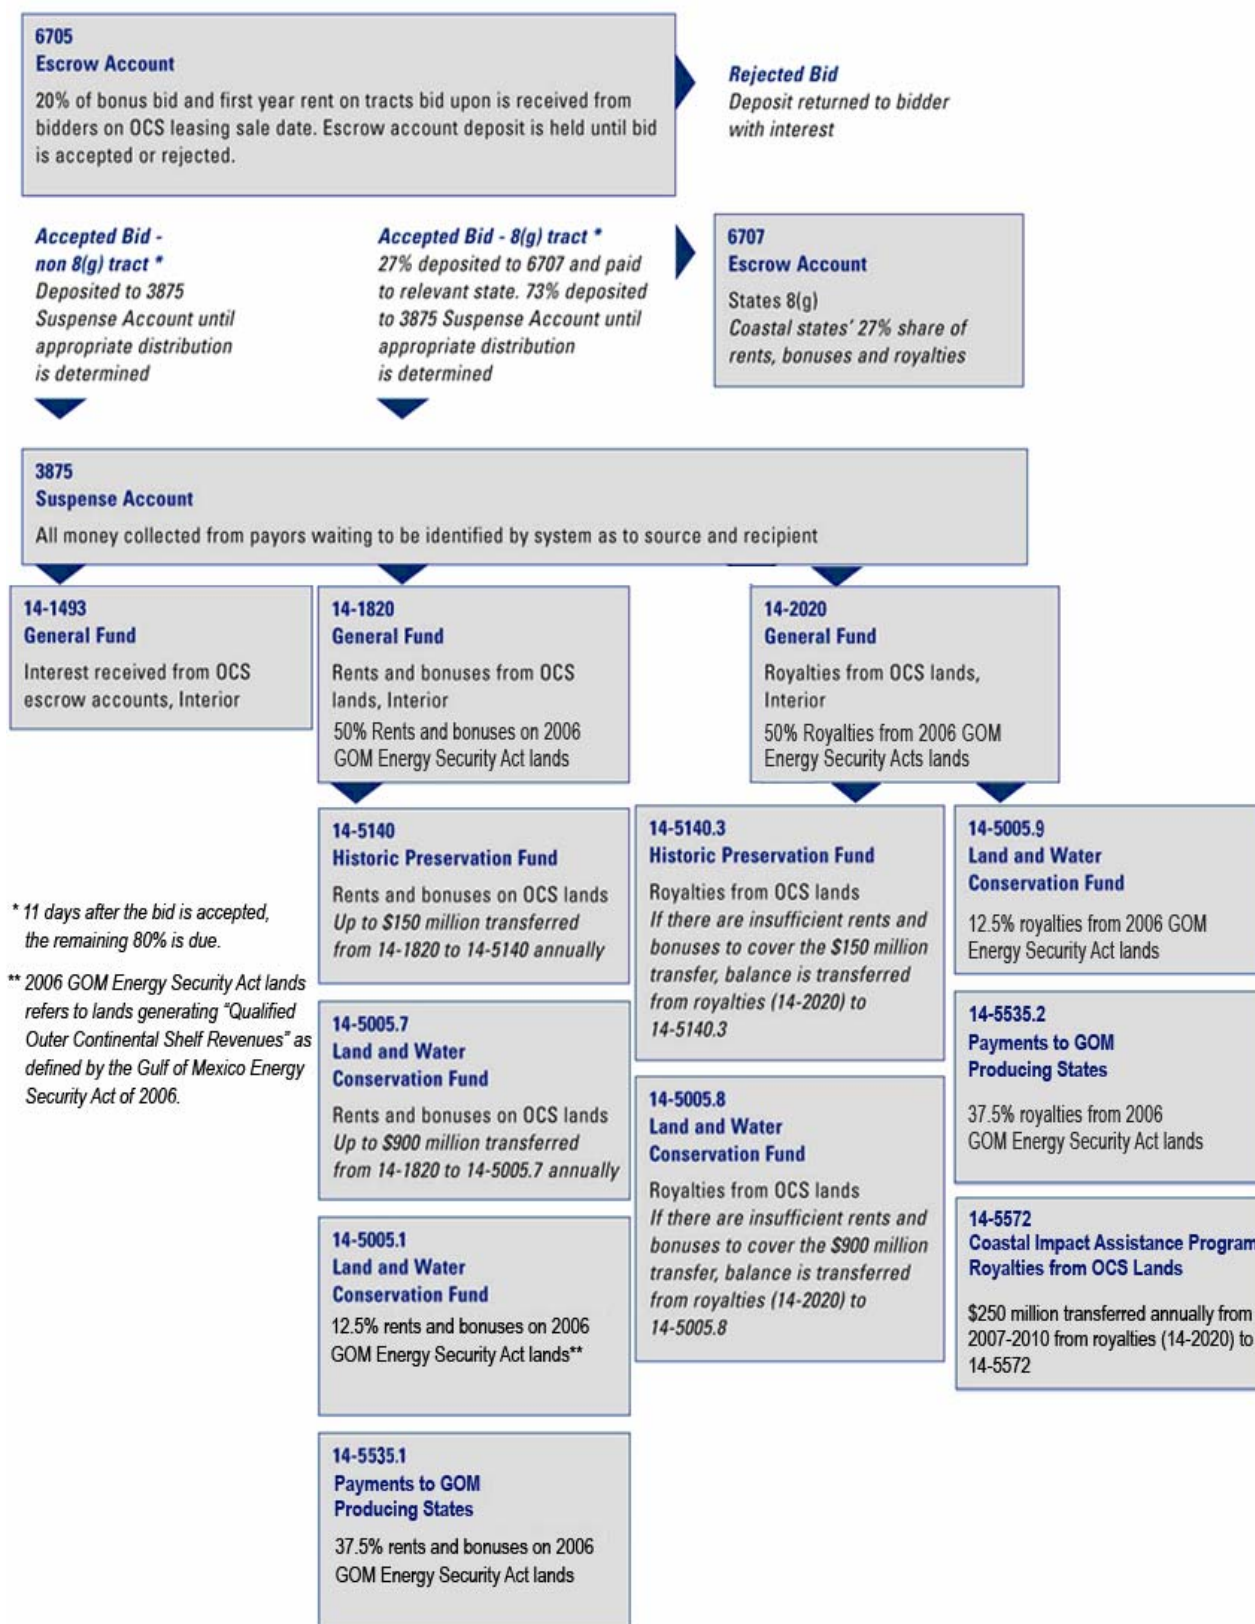 6705
Escrow Account
20% of bonus bid and first year rent on tracts bid upon is received from
bidders on OCS leasing sale date. Escrow account deposit is held until bid
is accepted or rejected.
Rejected Bid
Deposit returned to bidder
with interest
Accepted Bid -
non 8(g) tract *
Deposited to 3875
Suspense Account until
appropriate distribution
is determined
Accepted Bid - 8(g) tract *
27% deposited to 6707 and paid
to relevant state. 73% deposited
to 3875 Suspense Account until
appropriate distribution
is determined
6707
Escrow Account
States 8(g)
Coastal states' 27% share of
rents, bonuses and royalties
3875
Suspense Account
All money collected from payors waiting to be identified by system as to source and recipient
14-1493
General Fund
Interest received from OCS
escrow accounts, Interior
14-1820
General Fund
Rents and bonuses from OCS
lands, Interior
50% Rents and bonuses on 2006
GOM Energy Security Act lands
14-2020
General Fund
Royalties from OCS lands,
Interior
50% Royalties from 2006 GOM
Energy Security Acts lands
* 11 days after the bid is accepted,
the remaining 80% is due.
** 2006 GOM Energy Security Act lands
refers to lands generating “Qualified
Outer Continental Shelf Revenues” as
defined by the Gulf of Mexico Energy
Security Act of 2006.
14-5140
Historic Preservation Fund
Rents and bonuses on OCS lands
Up to $150 million transferred
from 14-1820 to 14-5140 annually
14-5005.7
Land and Water
Conservation Fund
Rents and bonuses on OCS lands
Up to $900 million transferred
from 14-1820 to 14-5005.7 annually
14-5005.1
Land and Water
Conservation Fund
12.5% rents and bonuses on 2006
GOM Energy Security Act lands**
14-5535.1
Payments to GOM
Producing States
37.5% rents and bonuses on 2006
GOM Energy Security Act lands
14-5140.3
Historic Preservation Fund
Royalties from OCS lands
If there are insufficient rents and
bonuses to cover the $150 million
transfer, balance is transferred
from royalties (14-2020) to
14-5140.3
14-5005.8
Land and Water
Conservation Fund
Royalties from OCS lands
If there are insufficient rents and
bonuses to cover the $900 million
transfer, balance is transferred
from royalties (14-2020) to
14-5005.8
14-5005.9
Land and Water
Conservation Fund
12.5% royalties from 2006 GOM
Energy Security Act lands
14-5535.2
Payments to GOM
Producing States
37.5% royalties from 2006
GOM Energy Security Act lands
14-5572
Coastal Impact Assistance Program
Royalties from OCS Lands
$250 million transferred annually from
2007-2010 from royalties (14-2020) to
14-5572